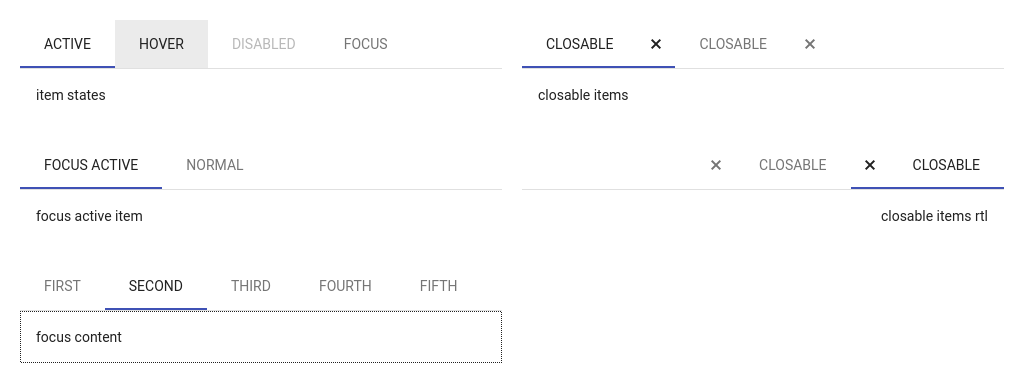 ACTIVE HOVER DISABLED FOCUS
item states
CLOSABLE × CLOSABLE ×
closable items
FOCUS ACTIVE NORMAL
focus active item
× CLOSABLE × CLOSABLE
closable items rtl
FIRST SECOND THIRD FOURTH FIFTH
focus content